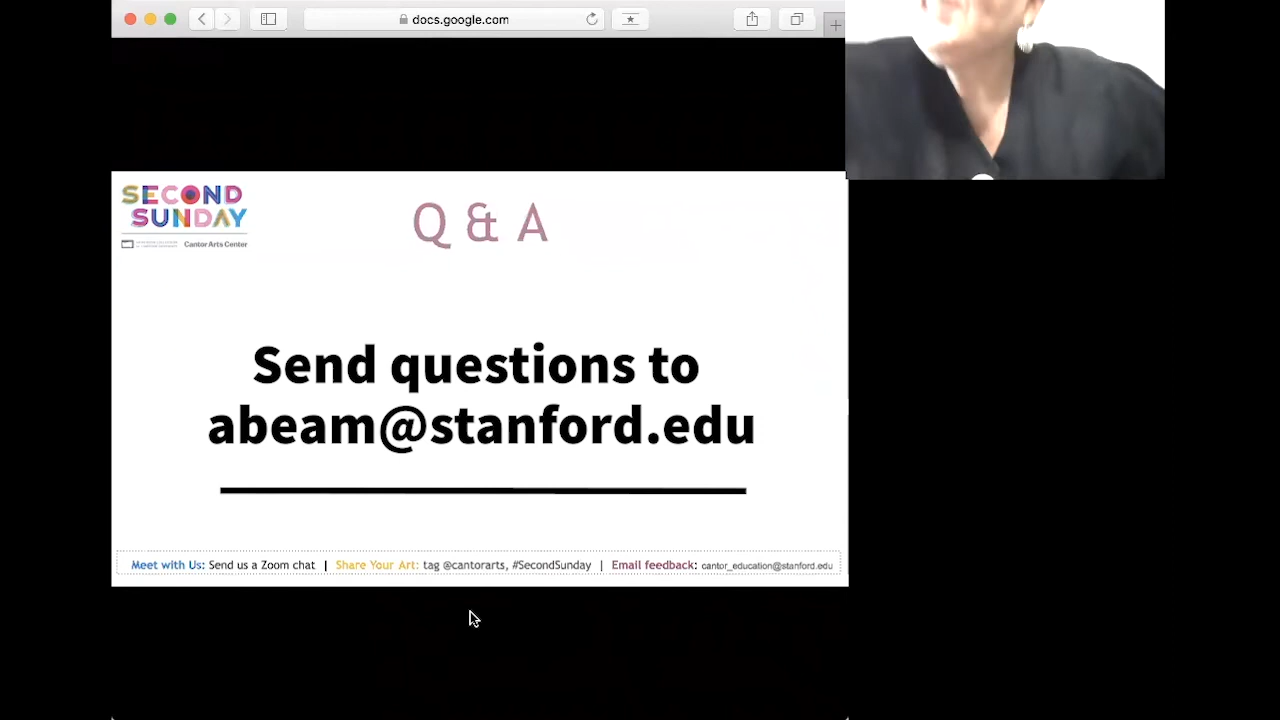 docs.google.com
SECOND
SUNDAY
Cantor Arts Center
Q & A
Send questions to
abeam@stanford.edu
Meet with Us: Send us a Zoom chat | Share Your Art: tag @cantorarts, #SecondSunday | Email feedback: cantor_education@stanford.edu